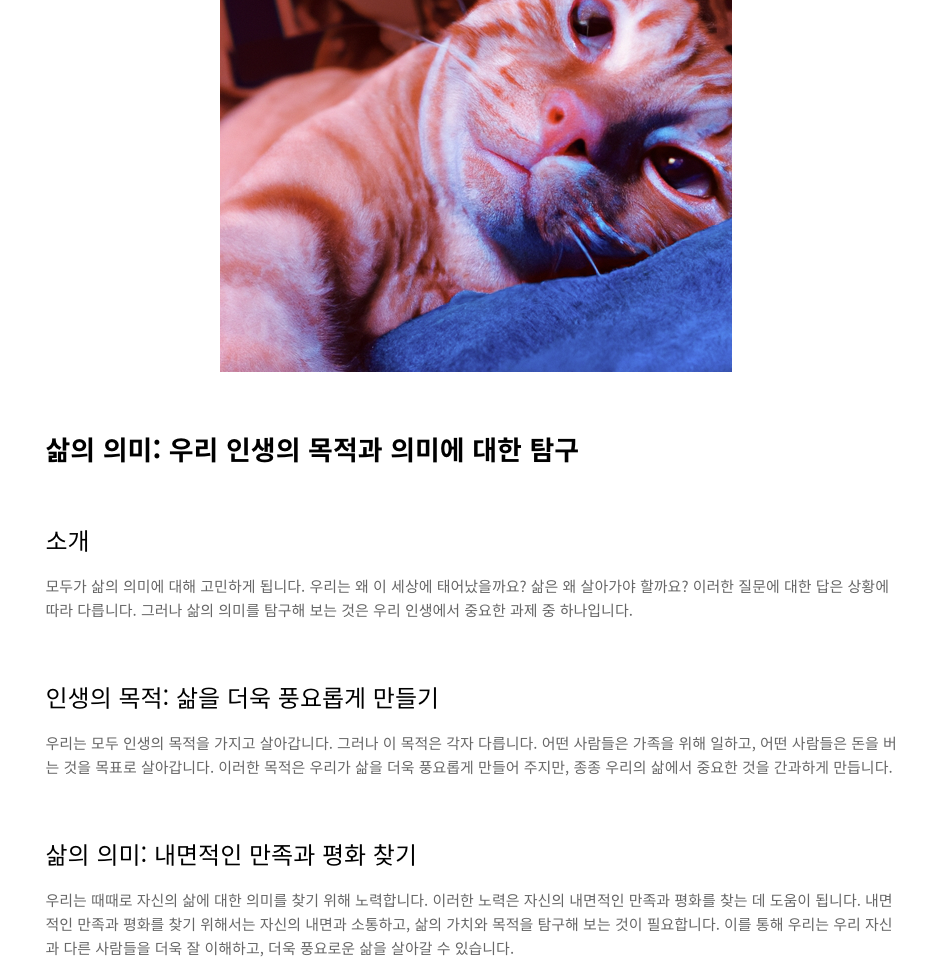 삶의 의미: 우리 인생의 목적과 의미에 대한 탐구
소개
모두가 삶의 의미에 대해 고민하게 됩니다. 우리는 왜 이 세상에 태어났을까요? 삶은 왜 살아가야 할까요? 이러한 질문에 대한 답은 상황에
따라 다릅니다. 그러나 삶의 의미를 탐구해 보는 것은 우리 인생에서 중요한 과제 중 하나입니다.
인생의 목적: 삶을 더욱 풍요롭게 만들기
우리는 모두 인생의 목적을 가지고 살아갑니다. 그러나 이 목적은 각자 다릅니다. 어떤 사람들은 가족을 위해 일하고, 어떤 사람들은 돈을 버
는 것을 목표로 살아갑니다. 이러한 목적은 우리가 삶을 더욱 풍요롭게 만들어 주지만, 종종 우리의 삶에서 중요한 것을 간과하게 만듭니다.
삶의 의미: 내면적인 만족과 평화 찾기
우리는 때때로 자신의 삶에 대한 의미를 찾기 위해 노력합니다. 이러한 노력은 자신의 내면적인 만족과 평화를 찾는 데 도움이 됩니다. 내면
적인 만족과 평화를 찾기 위해서는 자신의 내면과 소통하고, 삶의 가치와 목적을 탐구해 보는 것이 필요합니다. 이를 통해 우리는 우리 자신
과 다른 사람들을 더욱 잘 이해하고, 더욱 풍요로운 삶을 살아갈 수 있습니다.